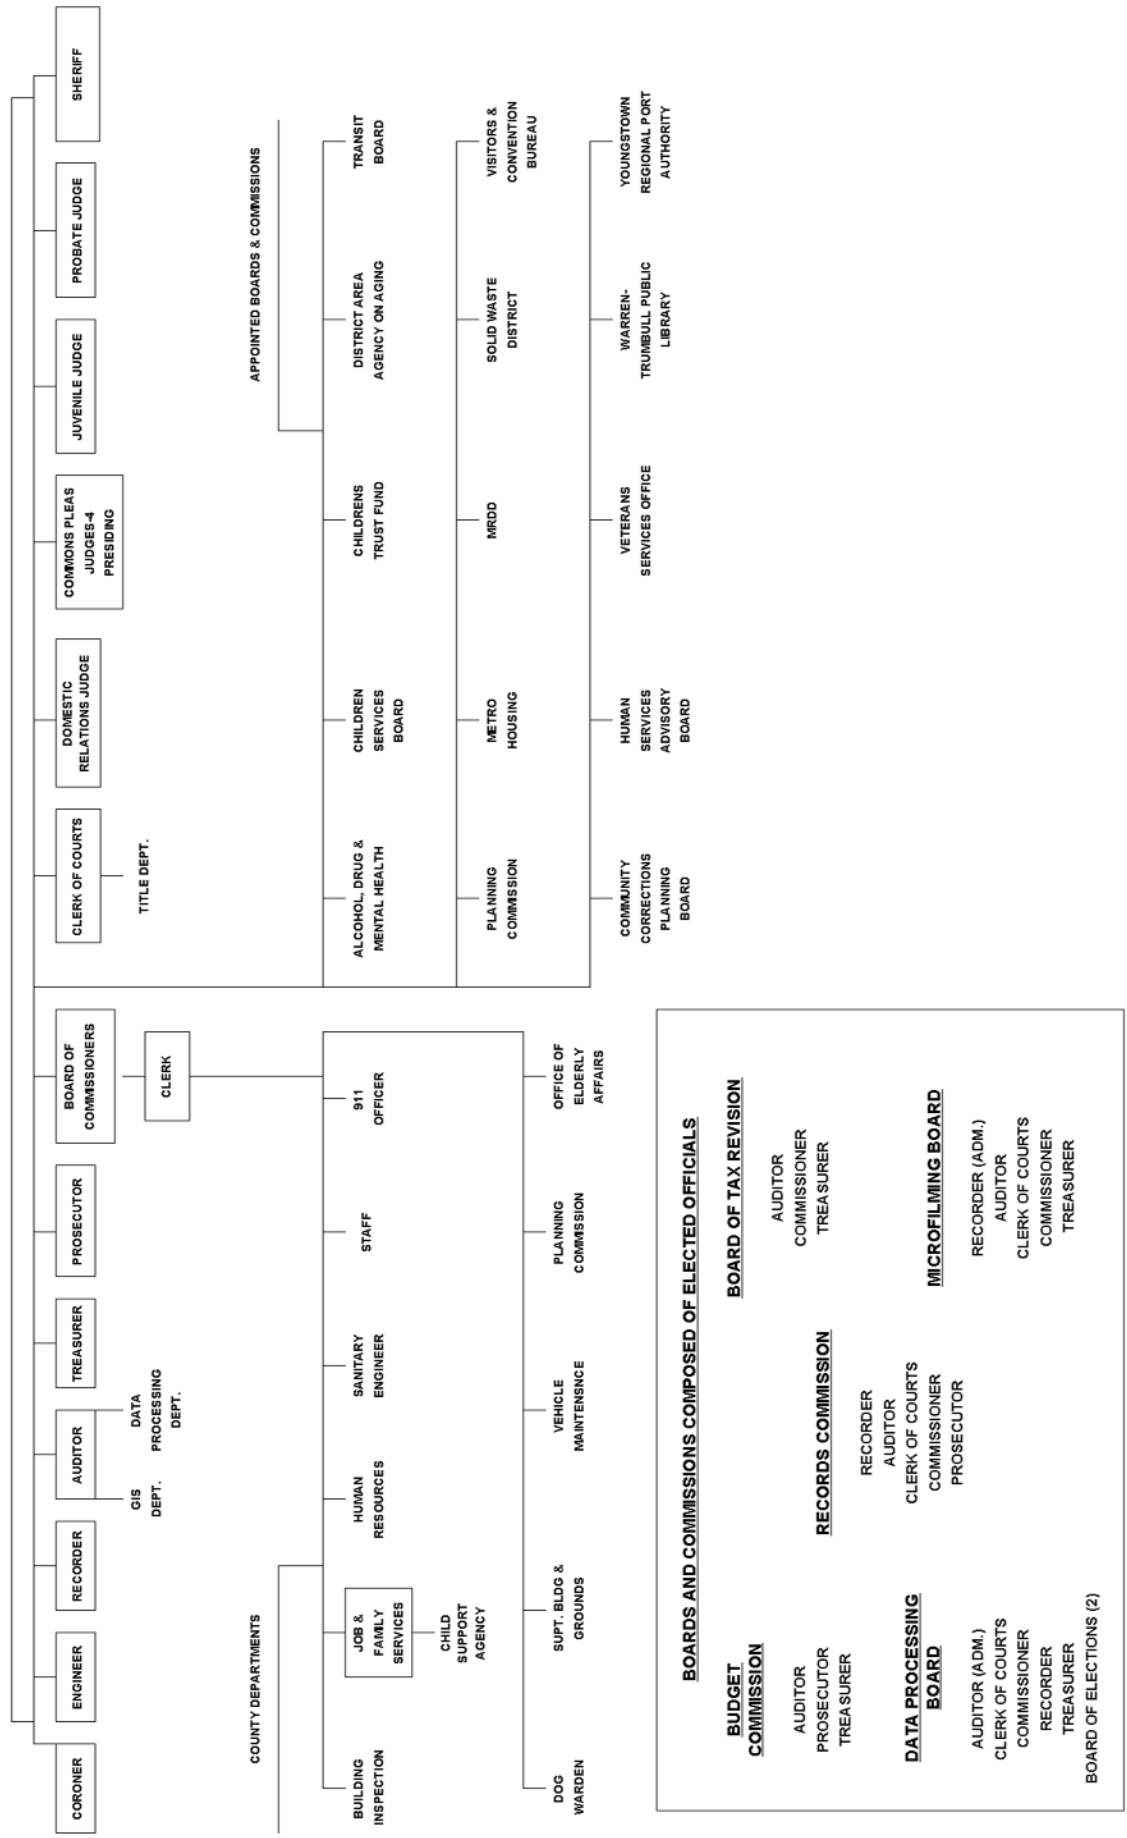 CORONER
ENGINEER
RECORDER
AUDITOR
TREASURER
PROSECUTOR
BOARD OF
COMMISSIONERS
CLERK OF COURTS
DOMESTIC
RELATIONS JUDGE
COMMONS PLEAS
JUDGES-4
PRESIDING
JUVENILE JUDGE
PROBATE JUDGE
SHERIFF
GIS
DEPT.
DATA
PROCESSING
DEPT.
CLERK
TITLE DEPT.
COUNTY DEPARTMENTS
APPOINTED BOARDS & COMMISSIONS
BUILDING
INSPECTION
JOB &
FAMILY
SERVICES
HUMAN
RESOURCES
SANITARY
ENGINEER
STAFF
911
OFFICER
CHILD
SUPPORT
AGENCY
ALCOHOL, DRUG &
MENTAL HEALTH
CHILDREN
SERVICES
BOARD
CHILDRENS
TRUST FUND
DISTRICT AREA
AGENCY ON AGING
TRANSIT
BOARD
PLANNING
COMMISSION
METRO
HOUSING
MRDD
SOLID WASTE
DISTRICT
VISITORS &
CONVENTION
BUREAU
DOG
WARDEN
SUPT. BLDG &
GROUNDS
VEHICLE
MAINTENSNCE
PLANNING
COMMISSION
OFFICE OF
ELDERLY
AFFAIRS
COMMUNITY
CORRECTIONS
PLANNING
BOARD
HUMAN
SERVICES
ADVISORY
BOARD
VETERANS
SERVICES OFFICE
WARREN-
TRUMBULL PUBLIC
LIBRARY
YOUNGSTOWN
REGIONAL PORT
AUTHORITY
BOARDS AND COMMISSIONS COMPOSED OF ELECTED OFFICIALS
BUDGET
COMMISSION
AUDITOR
PROSECUTOR
TREASURER
BOARD OF TAX REVISION
AUDITOR
COMMISSIONER
TREASURER
RECORDS COMMISSION
RECORDER
AUDITOR
CLERK OF COURTS
COMMISSIONER
PROSECUTOR
DATA PROCESSING
BOARD
AUDITOR (ADM.)
CLERK OF COURTS
COMMISSIONER
RECORDER
TREASURER
BOARD OF ELECTIONS (2)
MICROFILMING BOARD
RECORDER (ADM.)
AUDITOR
CLERK OF COURTS
COMMISSIONER
TREASURER